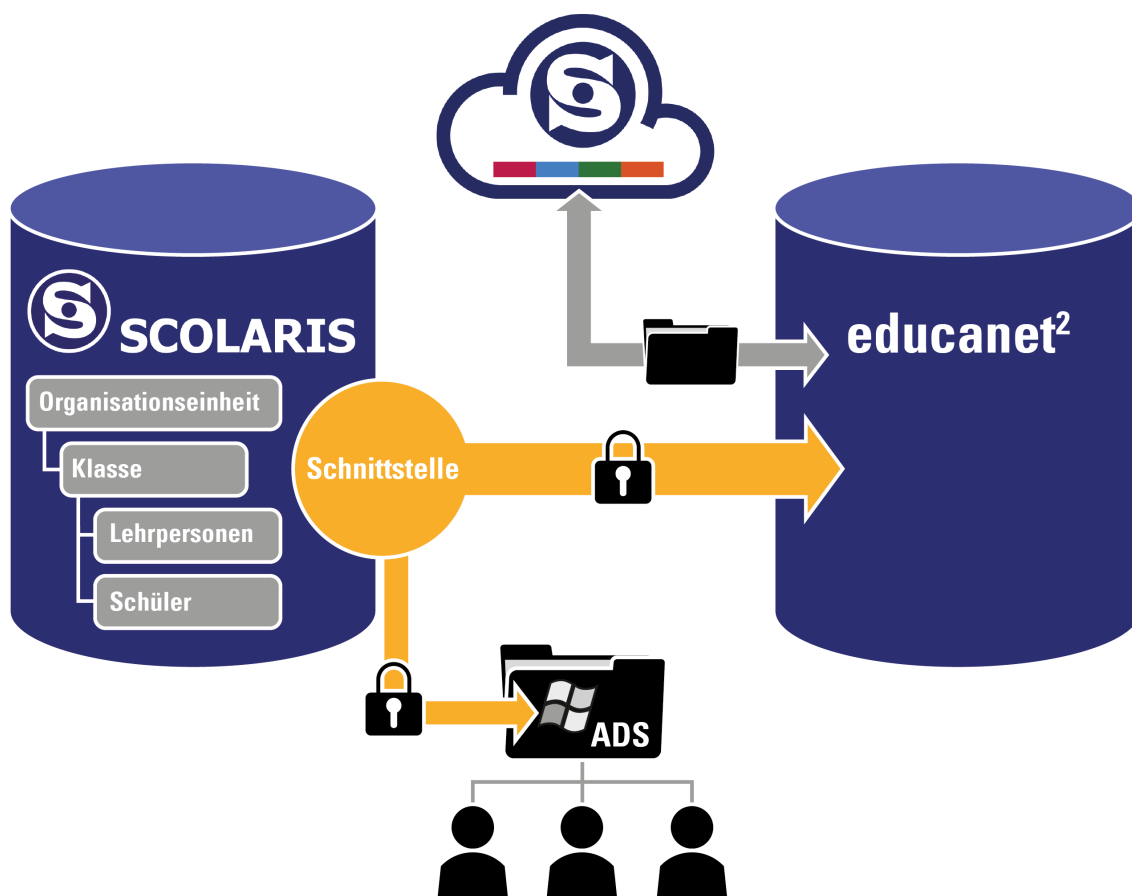 SCOLARIS
educanet²
Organisationseinheit
Klasse
Schnittstelle
Lehrpersonen
Schüler
ADS